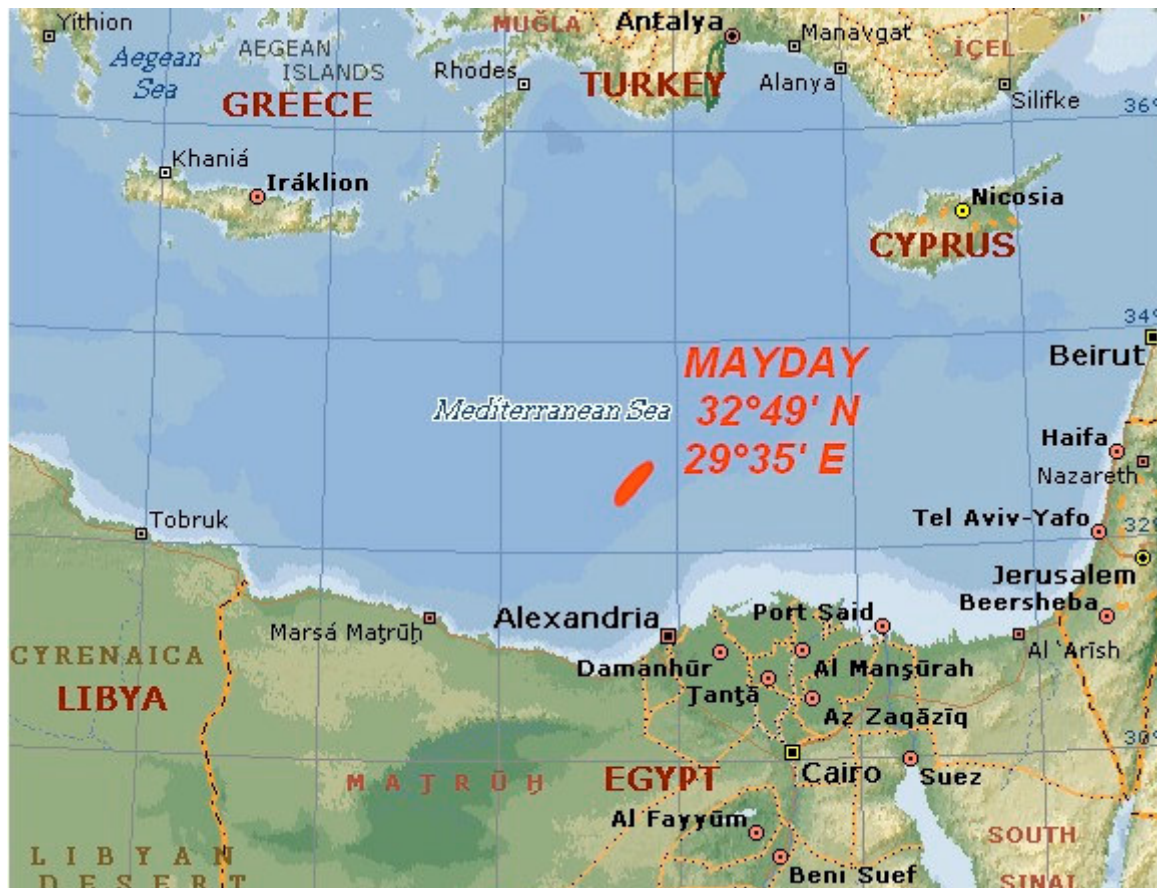 Yíthion
MUĞLA
Antalya
Manavgat
İÇEL
AEGEAN
ISLANDS
Aegean
Sea
Rhodes
TURKEY
Alanya
Silifke
GREECE
36°
Khaniá
Iráklion
Nicosia
CYPRUS
34°
Beirut
MAYDAY
32°49' N
29°35' E
Mediterranean Sea
Haifa
Nazareth
Tobruk
Tel Aviv-Yafo
32°
Jerusalem
Beersheba
Alexandria
Port Said
Marsá Maţrūḩ
Al 'Arīsh
CYRENAICA
Damanhūr
Al Manşūrah
LIBYA
Ţanţā
Az Zaqāzīq
30°
MAŢRŪḨ
EGYPT
Cairo
Suez
Al Fayyūm
SOUTH
SINAI
LIBYAN
DESERT
Beni Suef